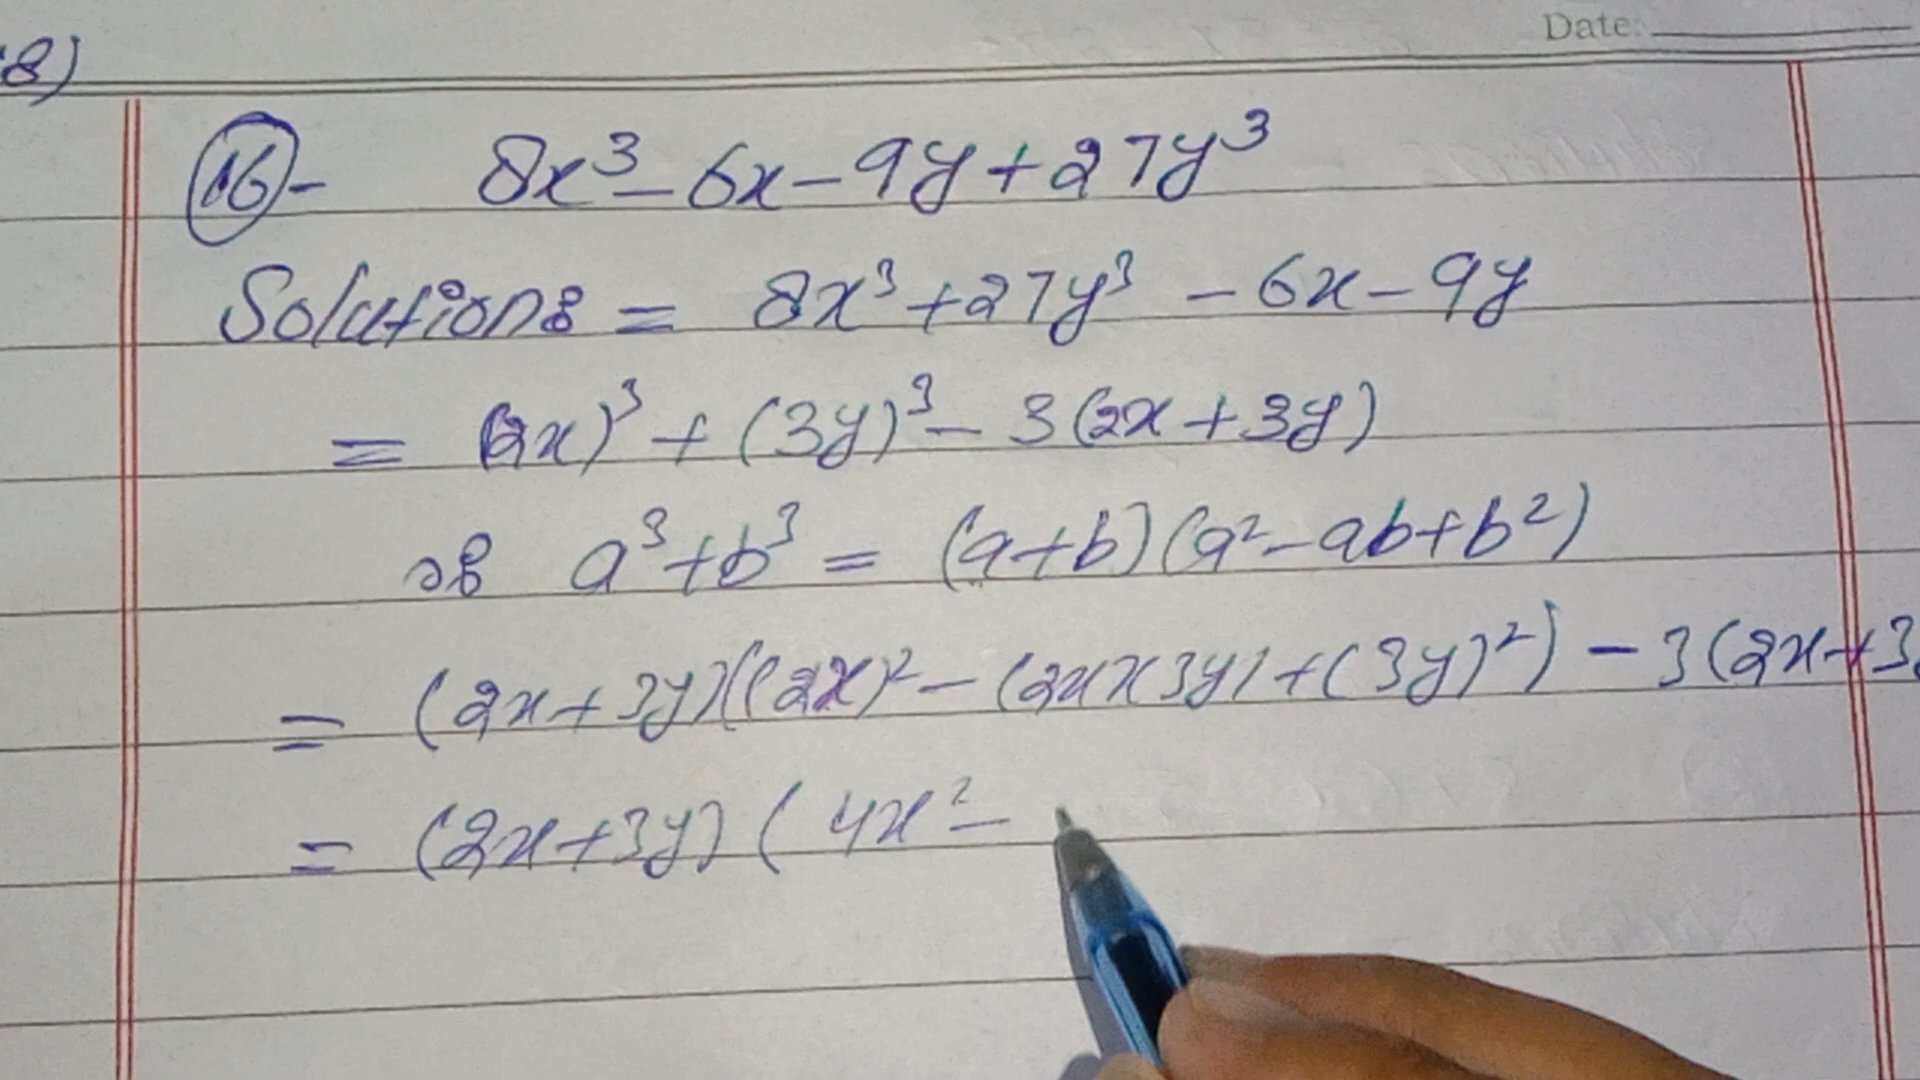 Date:
8)
16- 8x³-6x-9y+27y³
Solution: = 8x³+27y³ -6x-9y
= (2x)³+(3y)³-3(2x+3y)
∴ a³+b³ = (a+b)(a²-ab+b²)
= (2x+3y)((2x)²-(2x×3y)+(3y)²)-3(2x+3
= (2x+3y)(4x²-